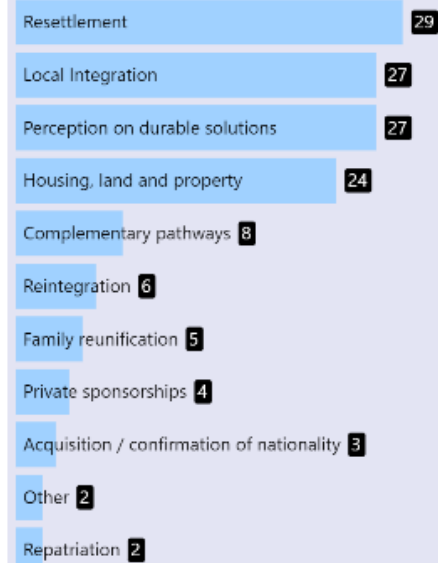 Resettlement 29
Local Integration 27
Perception on durable solutions 27
Housing, land and property 24
Complementary pathways 8
Reintegration 6
Family reunification 5
Private sponsorships 4
Acquisition / confirmation of nationality 3
Other 2
Repatriation 2